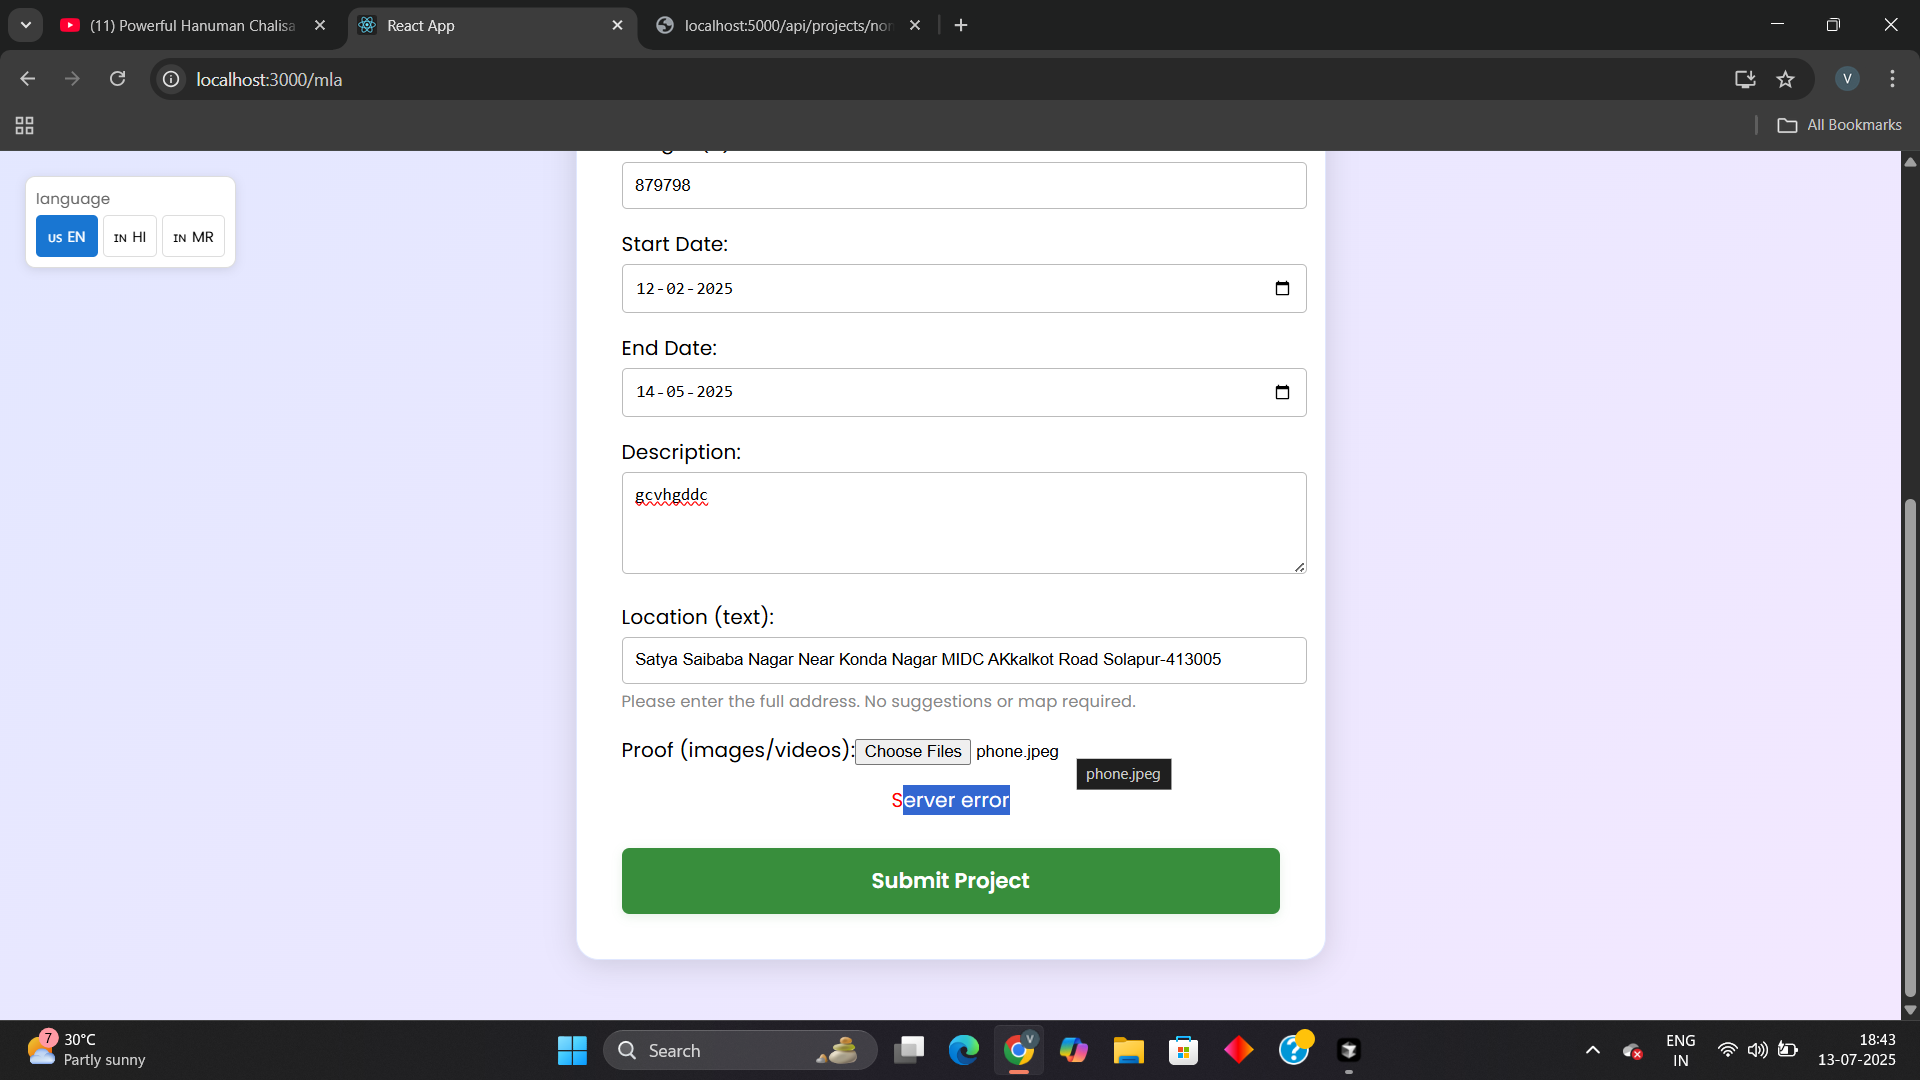 (11) Powerful Hanuman Chalisa
React App
localhost:5000/api/projects/non
localhost:3000/mla
V
All Bookmarks
language
US EN
IN HI
IN MR
879798
Start Date:
12-02-2025
End Date:
14-05-2025
Description:
gcvhgddc
Location (text):
Satya Saibaba Nagar Near Konda Nagar MIDC AKkalkot Road Solapur-413005
Please enter the full address. No suggestions or map required.
Proof (images/videos): Choose Files phone.jpeg
phone.jpeg
Server error
Submit Project
7
30°C
Partly sunny
Search
V
ENG
IN
18:43
13-07-2025